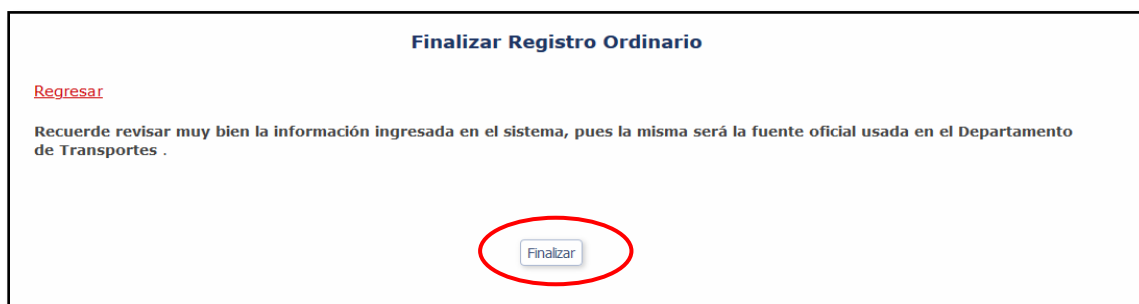 Finalizar Registro Ordinario
Regresar
Recuerde revisar muy bien la información ingresada en el sistema, pues la misma será la fuente oficial usada en el Departamento
de Transportes .
Finalizar